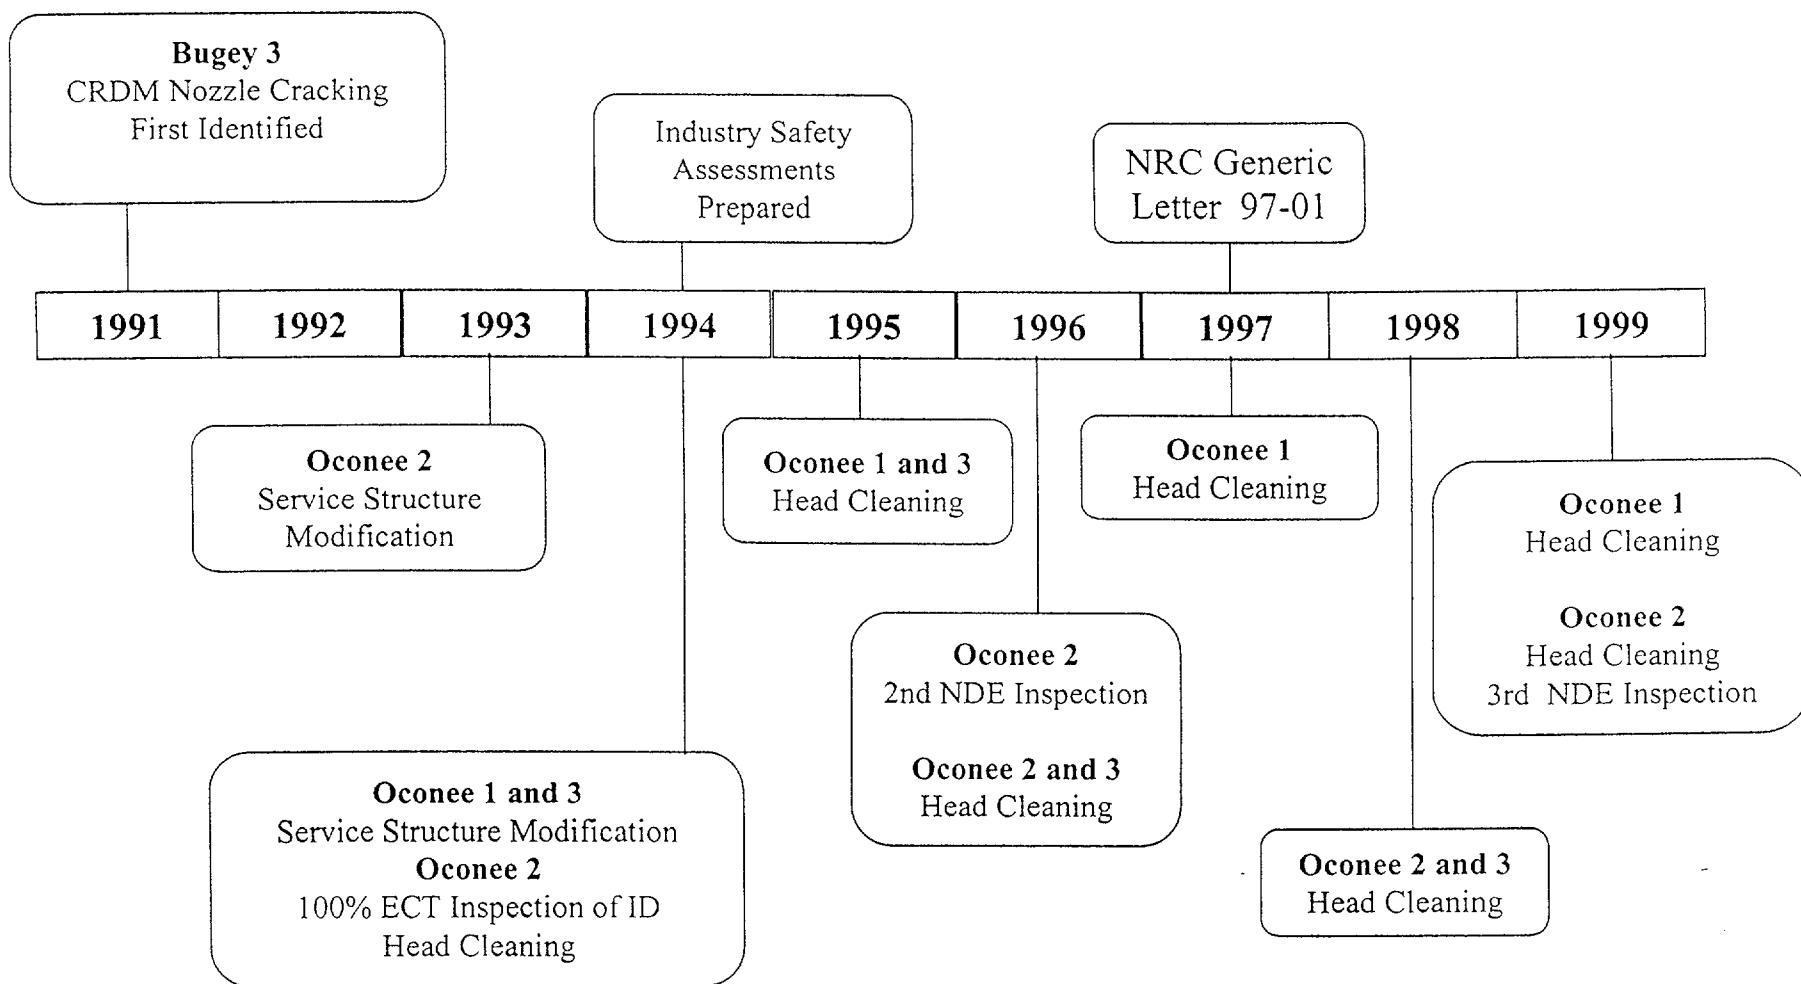 Bugey 3
CRDM Nozzle Cracking
First Identified
Industry Safety
Assessments
Prepared
NRC Generic
Letter 97-01
1991 1992 1993 1994 1995 1996 1997 1998 1999
Oconee 2
Service Structure
Modification
Oconee 1 and 3
Service Structure Modification
Oconee 2
100% ECT Inspection of ID
Head Cleaning
Oconee 1 and 3
Head Cleaning
Oconee 2
2nd NDE Inspection
Oconee 2 and 3
Head Cleaning
Oconee 1
Head Cleaning
Oconee 2 and 3
Head Cleaning
Oconee 1
Head Cleaning
Oconee 2
Head Cleaning
3rd NDE Inspection